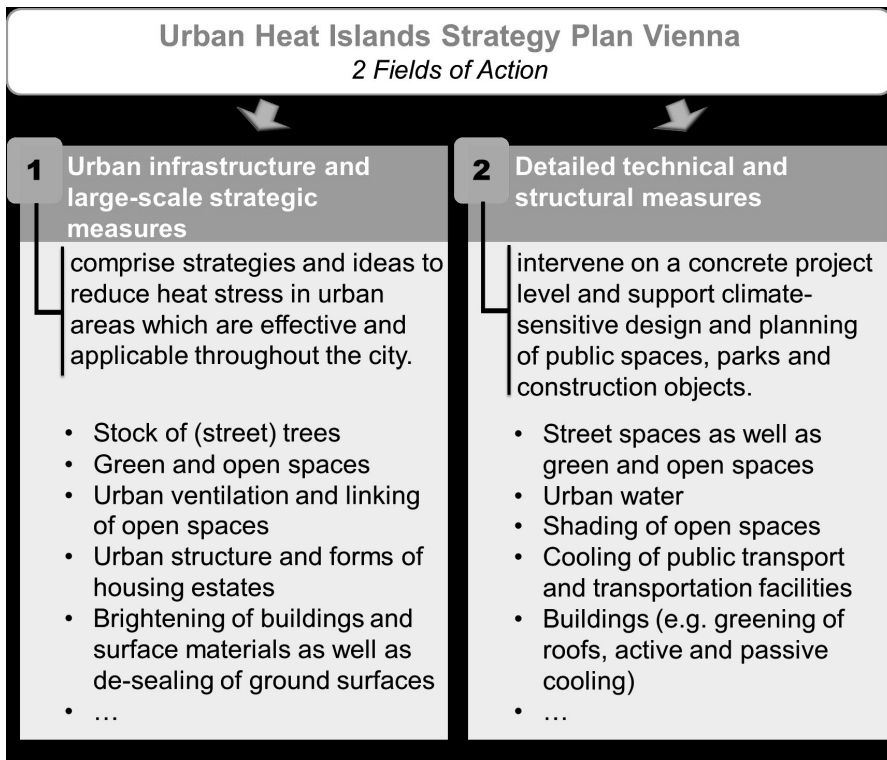 Urban Heat Islands Strategy Plan Vienna
2 Fields of Action
1
Urban infrastructure and
large-scale strategic
measures
comprise strategies and ideas to
reduce heat stress in urban
areas which are effective and
applicable throughout the city.
• Stock of (street) trees
• Green and open spaces
• Urban ventilation and linking
of open spaces
• Urban structure and forms of
housing estates
• Brightening of buildings and
surface materials as well as
de-sealing of ground surfaces
• …
2
Detailed technical and
structural measures
intervene on a concrete project
level and support climate-
sensitive design and planning
of public spaces, parks and
construction objects.
• Street spaces as well as
green and open spaces
• Urban water
• Shading of open spaces
• Cooling of public transport
and transportation facilities
• Buildings (e.g. greening of
roofs, active and passive
cooling)
• …